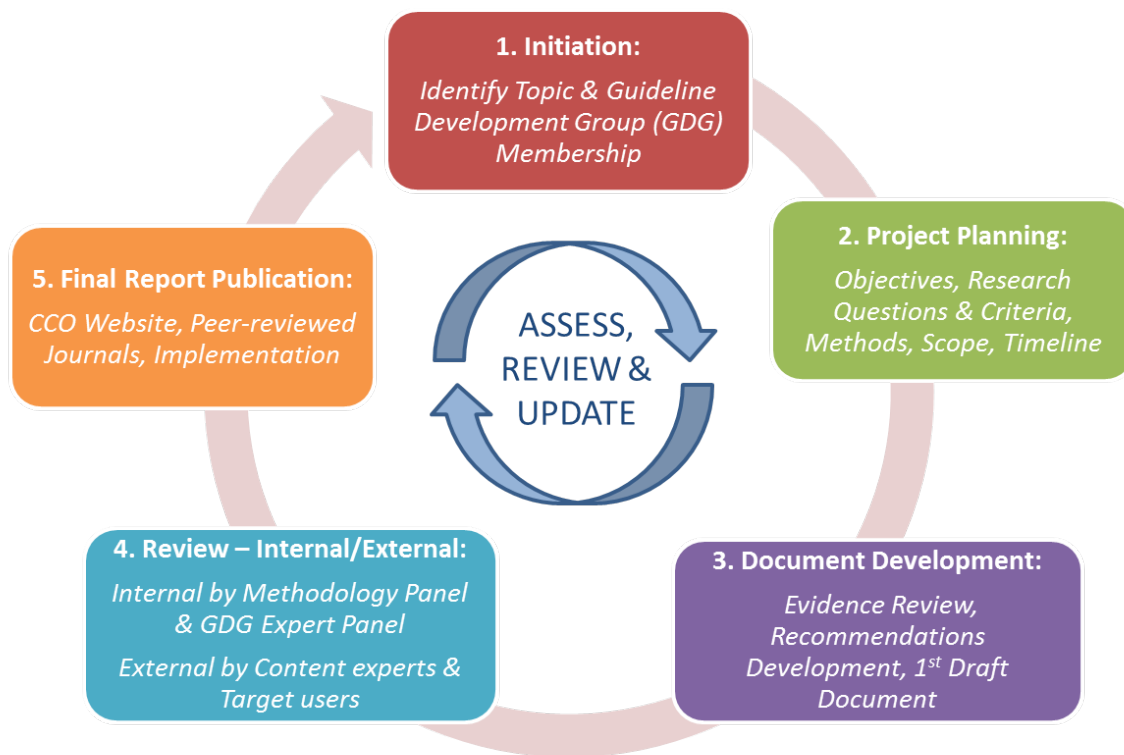 1. Initiation:
Identify Topic & Guideline
Development Group (GDG)
Membership
2. Project Planning:
Objectives, Research
Questions & Criteria,
Methods, Scope, Timeline
3. Document Development:
Evidence Review,
Recommendations
Development, 1st Draft
Document
4. Review – Internal/External:
Internal by Methodology Panel
& GDG Expert Panel
External by Content experts &
Target users
5. Final Report Publication:
CCO Website, Peer-reviewed
Journals, Implementation
ASSESS,
REVIEW &
UPDATE